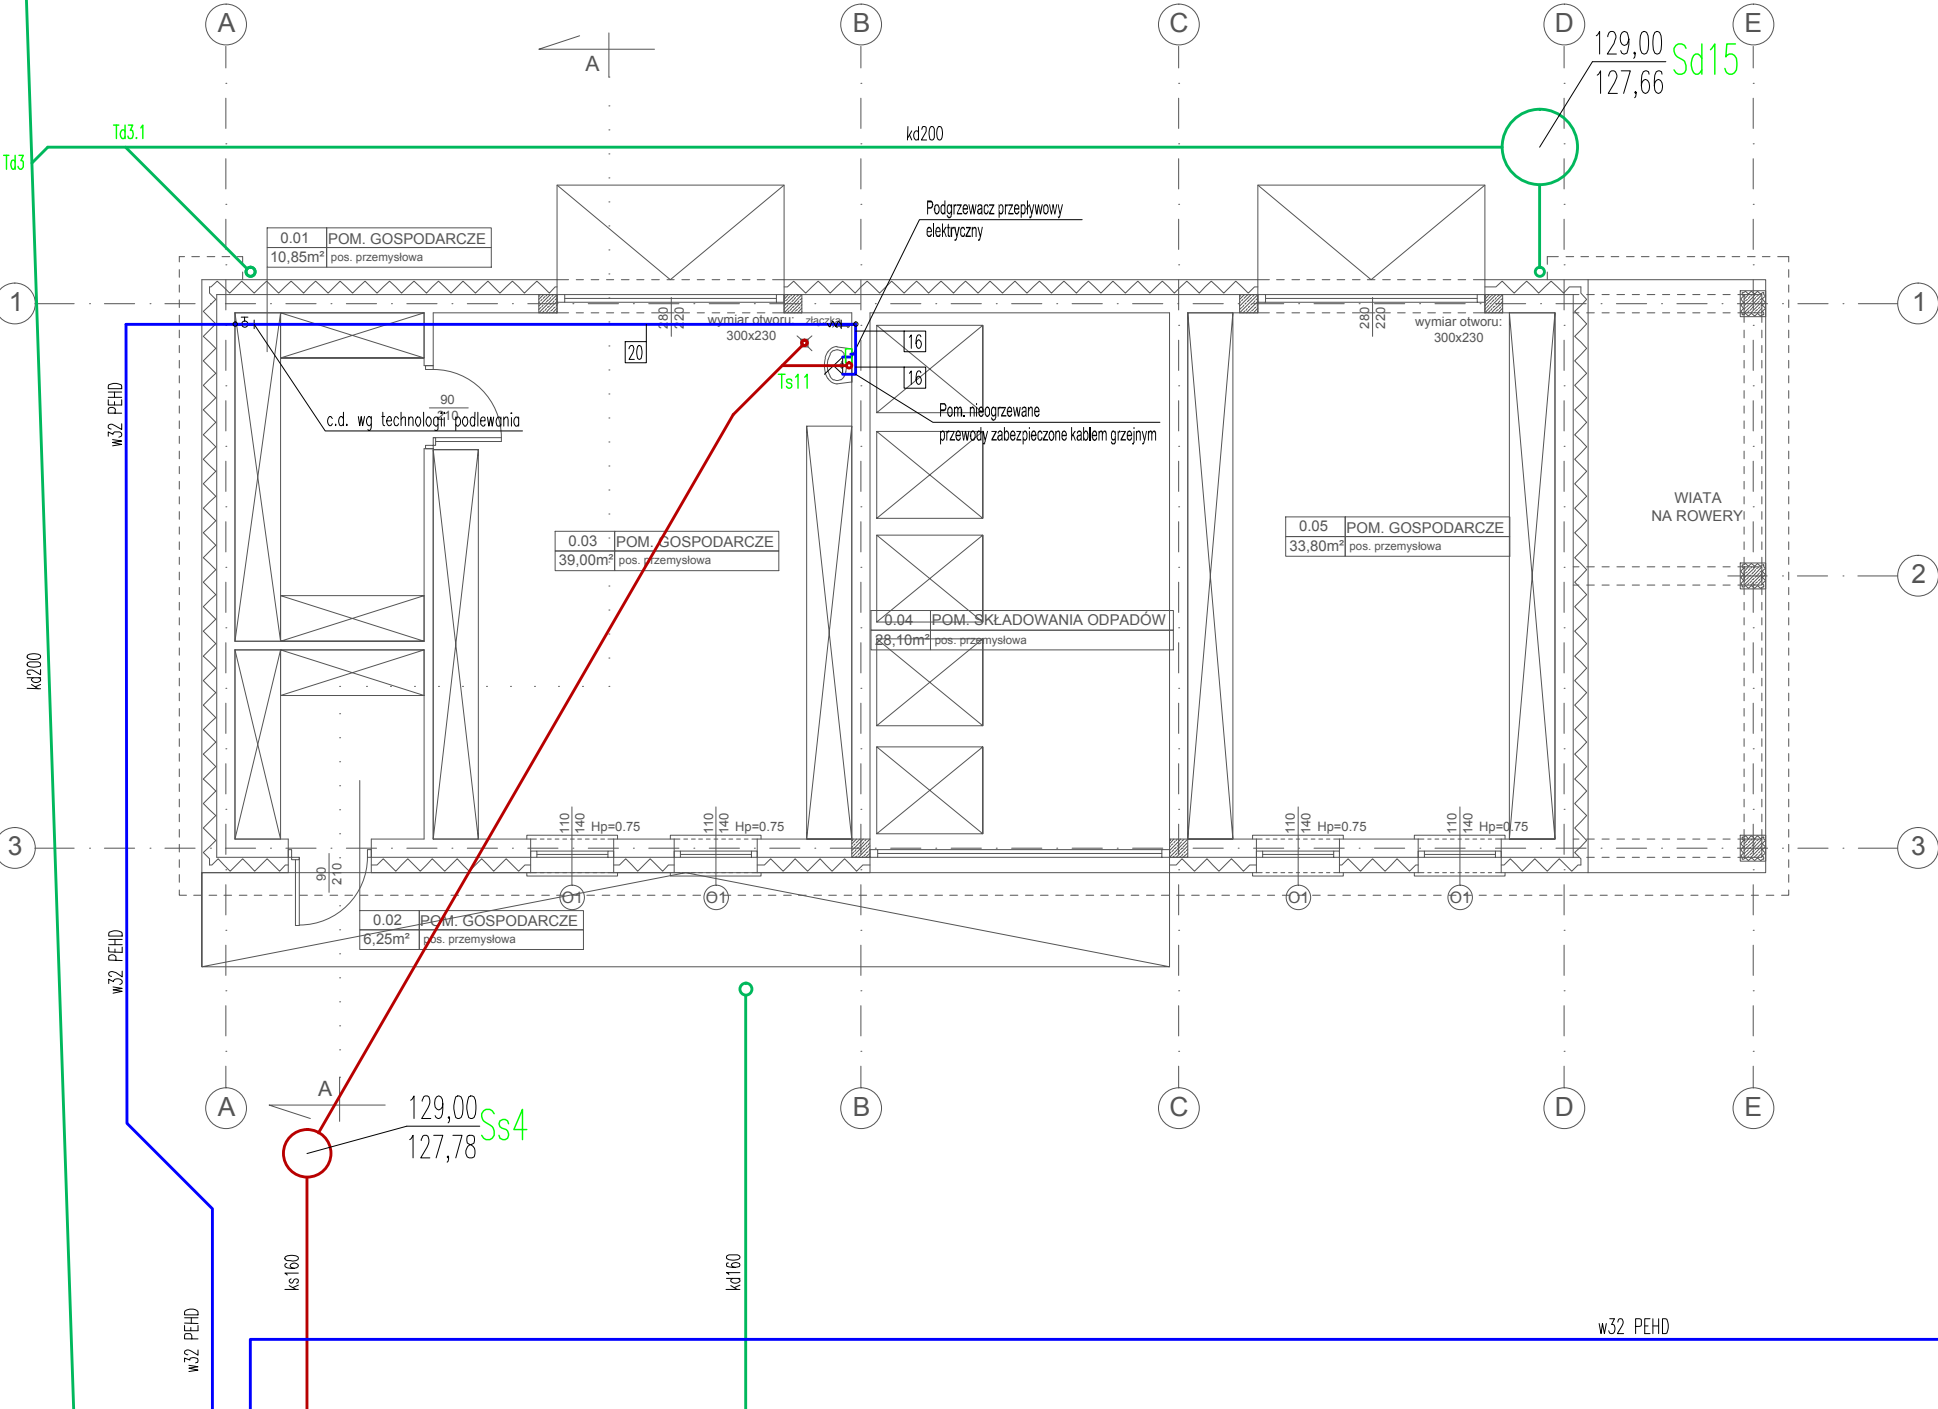 A
B
C
D
E
A
129,00
Sd15
127,66
Td3.1
kd200
Td3
Podgrzewacz przepływowy
elektryczny
0.01 POM. GOSPODARCZE
10,85m² pos. przemysłowa
1
1
280
220
wymiar otworu:
300x230
złączka
280
220
wymiar otworu:
300x230
20
16
16
Ts11
w32 PEHD
90
210
c.d. wg technologii podlewania
Pom. nieogrzewane
przewody zabezpieczone kablem grzejnym
WIATA
NA ROWERY
0.03 POM. GOSPODARCZE
39,00m² pos. przemysłowa
0.05 POM. GOSPODARCZE
33,80m² pos. przemysłowa
2
0.04 POM. SKŁADOWANIA ODPADÓW
28,10m² pos. przemysłowa
kd200
110
140
Hp=0.75
110
140
Hp=0.75
110
140
Hp=0.75
110
140
Hp=0.75
3
3
90
210
O1
O1
O1
O1
0.02 POM. GOSPODARCZE
6,25m² pos. przemysłowa
w32 PEHD
A
129,00
Ss4
127,78
A
B
C
D
E
ks160
kd160
w32 PEHD
w32 PEHD